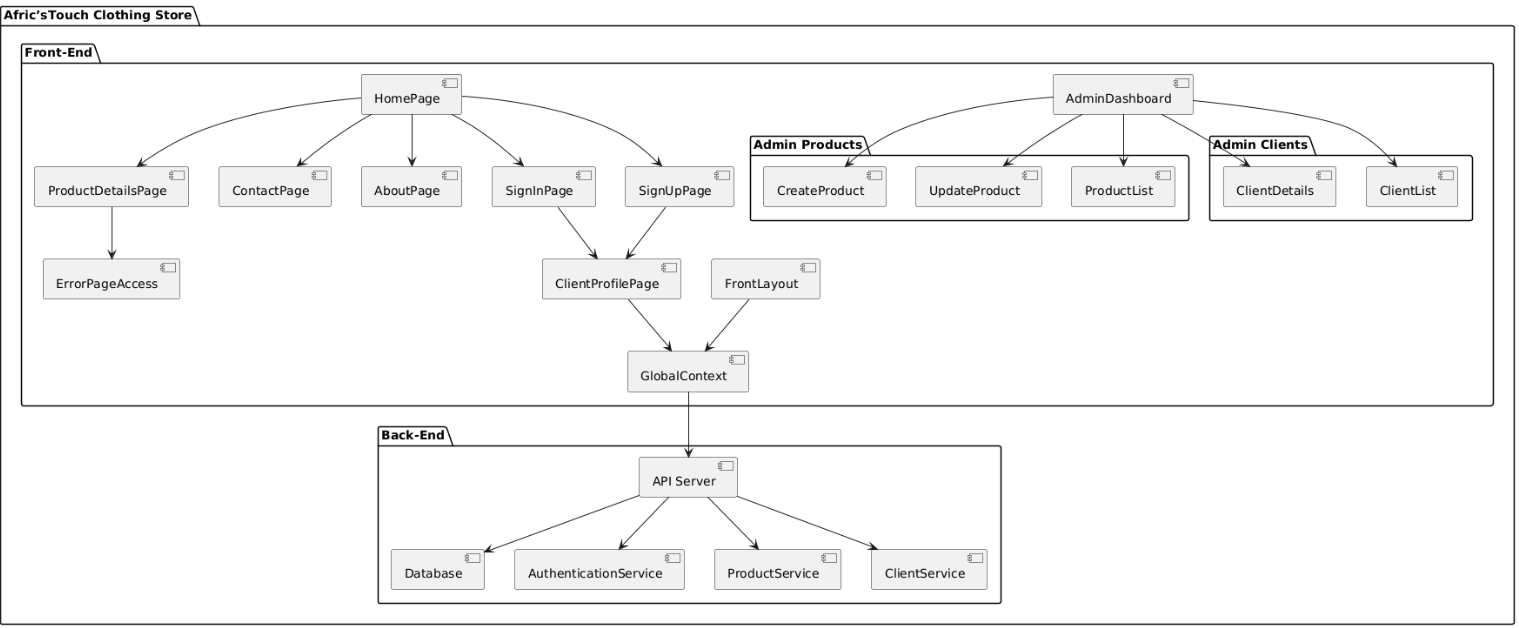 Afric'sTouch Clothing Store
Front-End
HomePage
AdminDashboard
Admin Products
Admin Clients
ProductDetailsPage
ContactPage
AboutPage
SignInPage
SignUpPage
CreateProduct
UpdateProduct
ProductList
ClientDetails
ClientList
ErrorPageAccess
ClientProfilePage
FrontLayout
GlobalContext
Back-End
API Server
Database
AuthenticationService
ProductService
ClientService